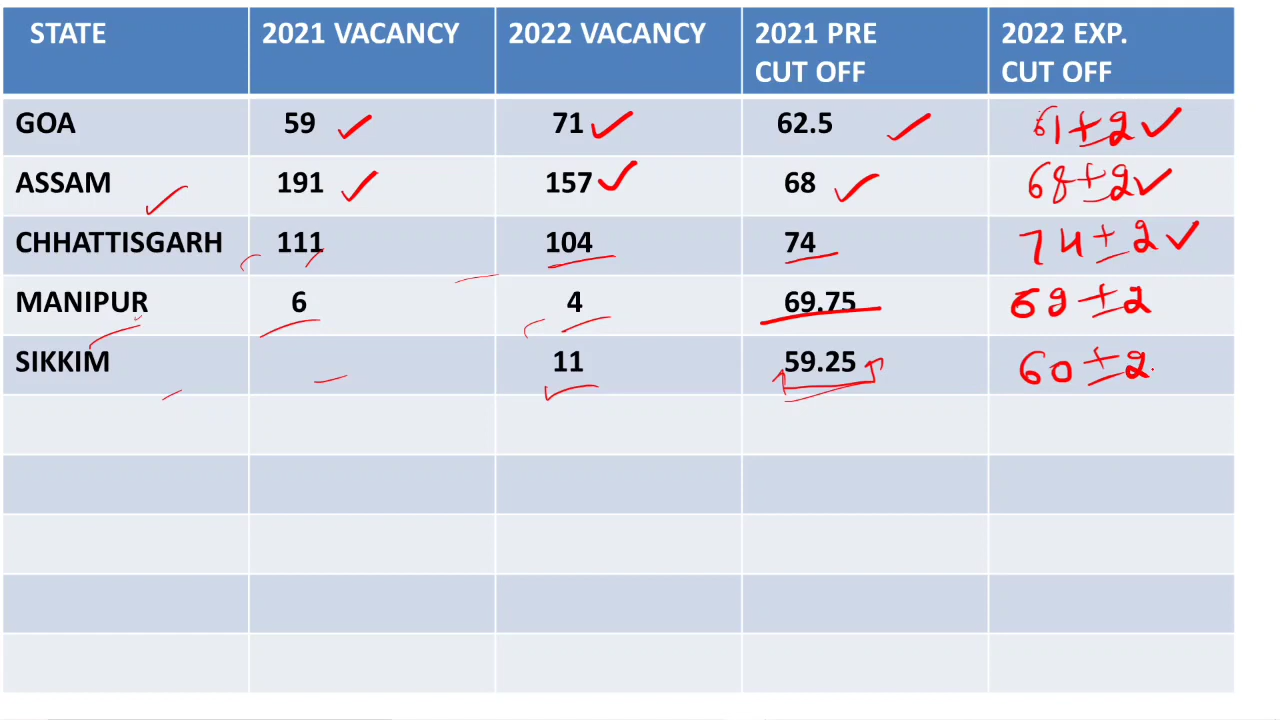 STATE 2021 VACANCY 2022 VACANCY 2021 PRE CUT OFF 2022 EXP. CUT OFF
GOA 59 71 62.5 61±2
ASSAM 191 157 68 68±2
CHHATTISGARH 111 104 74 74±2
MANIPUR 6 4 69.75 69±2
SIKKIM 11 59.25 60±2